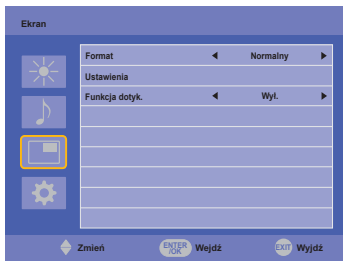 Ekran
Format Normalny
Ustawienia
Funkcja dotyk. Wył.
Zmień ENTER /OK Wejdź EXIT Wyjdź